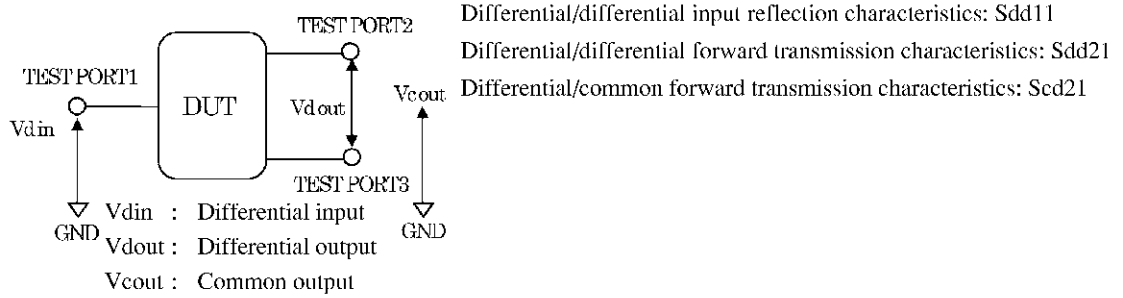 TEST PORT2
TEST PORT1
DUT
Vdin
Vdout
Vcout
TEST PORT3
GND
GND
Vdin : Differential input
Vdout : Differential output
Vcout : Common output
Differential/differential input reflection characteristics: Sdd11
Differential/differential forward transmission characteristics: Sdd21
Differential/common forward transmission characteristics: Scd21